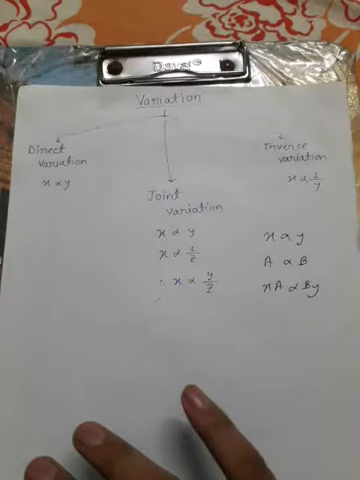 Variation
Direct
variation
x ∝ y
Joint
variation
x ∝ y
x ∝ 1/z
∴ x ∝ y/z
Inverse
variation
x ∝ 1/y
x ∝ y
A ∝ B
xA ∝ By